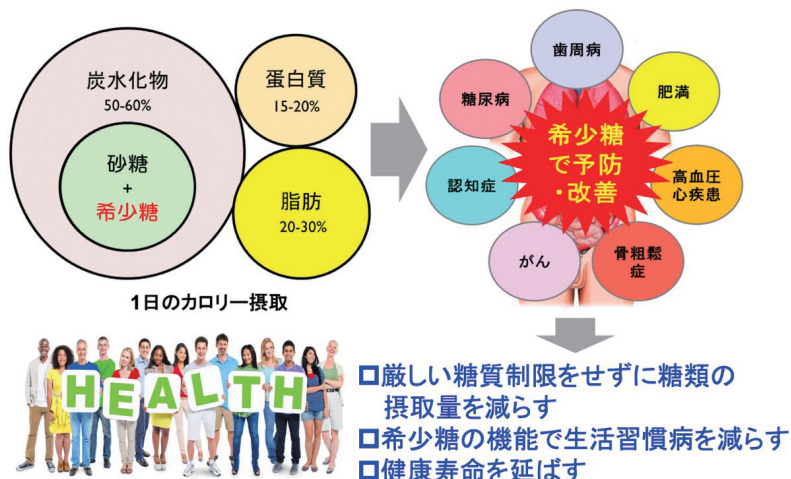 炭水化物
50-60%
砂糖
+
希少糖
蛋白質
15-20%
脂肪
20-30%
1日のカロリー摂取
歯周病
糖尿病
肥満
認知症
高血圧
心疾患
がん
骨粗鬆
症
希少糖
で予防
・改善
HEALTH
□厳しい糖質制限をせずに糖類の
摂取量を減らす
□希少糖の機能で生活習慣病を減らす
□健康寿命を延ばす